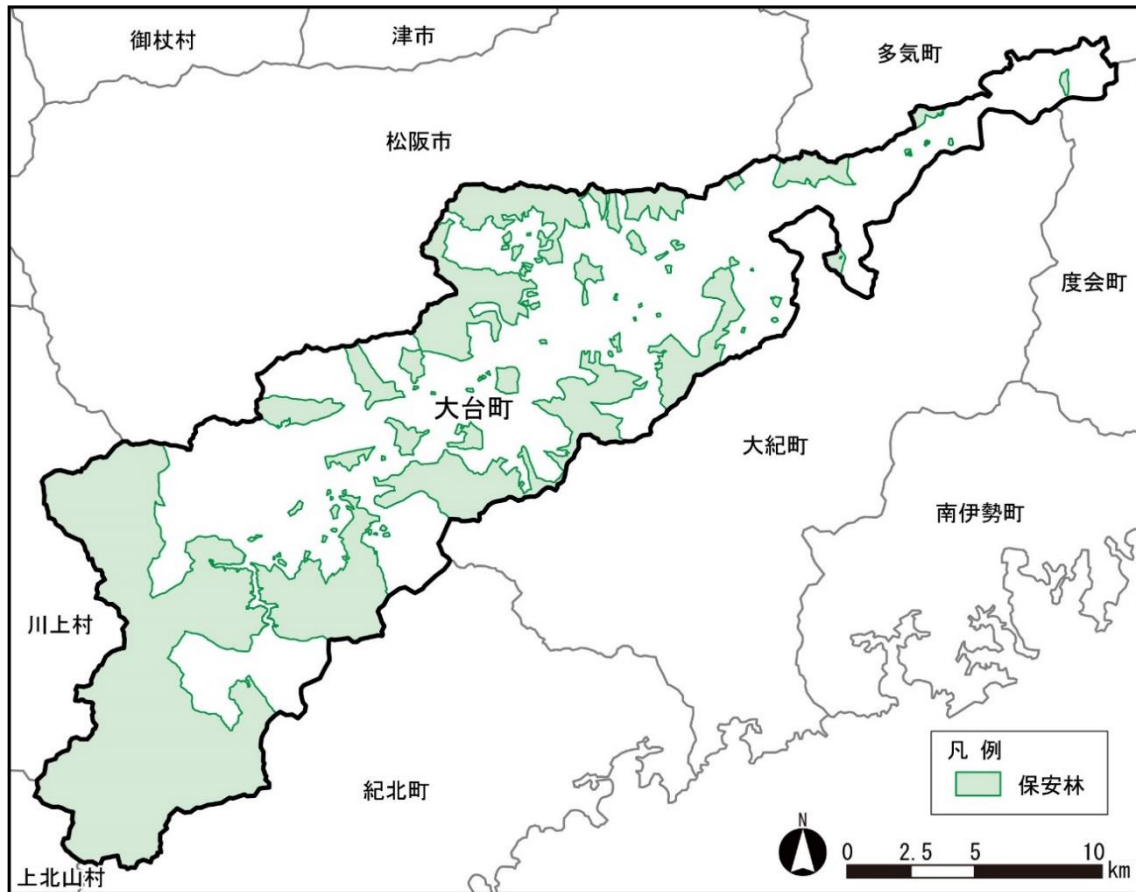 御杖村
津市
多気町
松阪市
度会町
大台町
大紀町
南伊勢町
川上村
紀北町
上北山村
凡 例
保安林
N
0 2.5 5 10
km